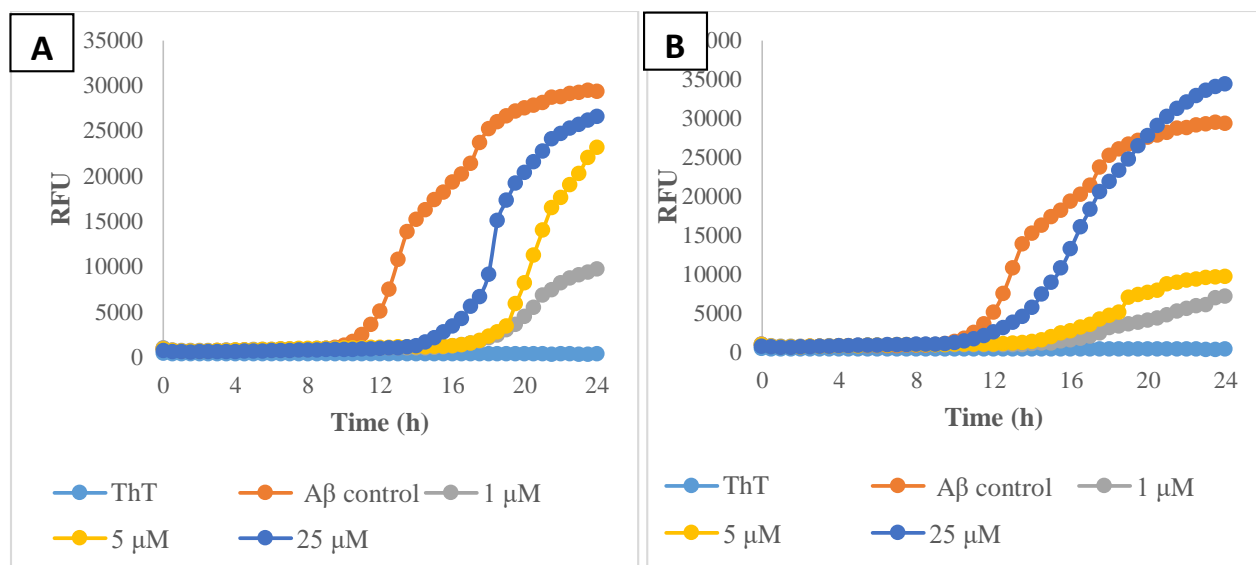 A
35000
30000
25000
20000
15000
10000
5000
0
RFU
0 4 8 12 16 20 24
Time (h)
ThT Aβ control 1 μM
5 μM 25 μM
B
35000
30000
25000
20000
15000
10000
5000
0
RFU
0 4 8 12 16 20 24
Time (h)
ThT Aβ control 1 μM
5 μM 25 μM